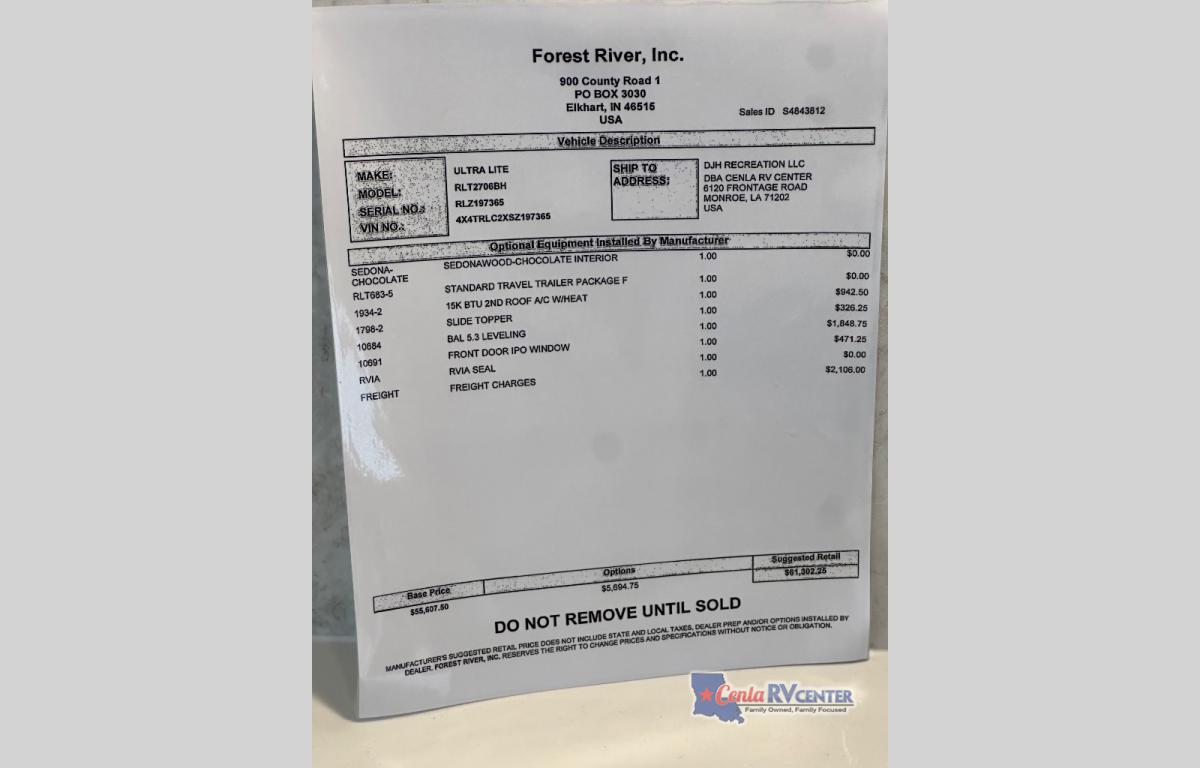 Forest River, Inc.
900 County Road 1
PO BOX 3030
Elkhart, IN 46515
USA
Sales ID S4843812
Vehicle Description
MAKE: ULTRA LITE
MODEL: RLT2706BH
SERIAL NO.: RLZ197365
VIN NO.: 4X4TRLC2XSZ197365
SHIP TO
ADDRESS:
DJH RECREATION LLC
DBA CENLA RV CENTER
6120 FRONTAGE ROAD
MONROE, LA 71202
USA
Optional Equipment Installed By Manufacturer
SEDONA-
CHOCOLATE SEDONAWOOD-CHOCOLATE INTERIOR 1.00 $0.00
RLT683-5 STANDARD TRAVEL TRAILER PACKAGE F 1.00 $0.00
1934-2 15K BTU 2ND ROOF A/C W/HEAT 1.00 $942.50
1798-2 SLIDE TOPPER 1.00 $326.25
10684 BAL 5.3 LEVELING 1.00 $1,848.75
10691 FRONT DOOR IPO WINDOW 1.00 $471.25
RVIA RVIA SEAL 1.00 $0.00
FREIGHT FREIGHT CHARGES 1.00 $2,106.00
Base Price Options Suggested Retail
$55,607.50 $5,694.75 $61,302.25
DO NOT REMOVE UNTIL SOLD
MANUFACTURER'S SUGGESTED RETAIL PRICE DOES NOT INCLUDE STATE AND LOCAL TAXES, DEALER PREP AND/OR OPTIONS INSTALLED BY
DEALER. FOREST RIVER, INC. RESERVES THE RIGHT TO CHANGE PRICES AND SPECIFICATIONS WITHOUT NOTICE OR OBLIGATION.
Cenla RV CENTER
Family Owned, Family Focused